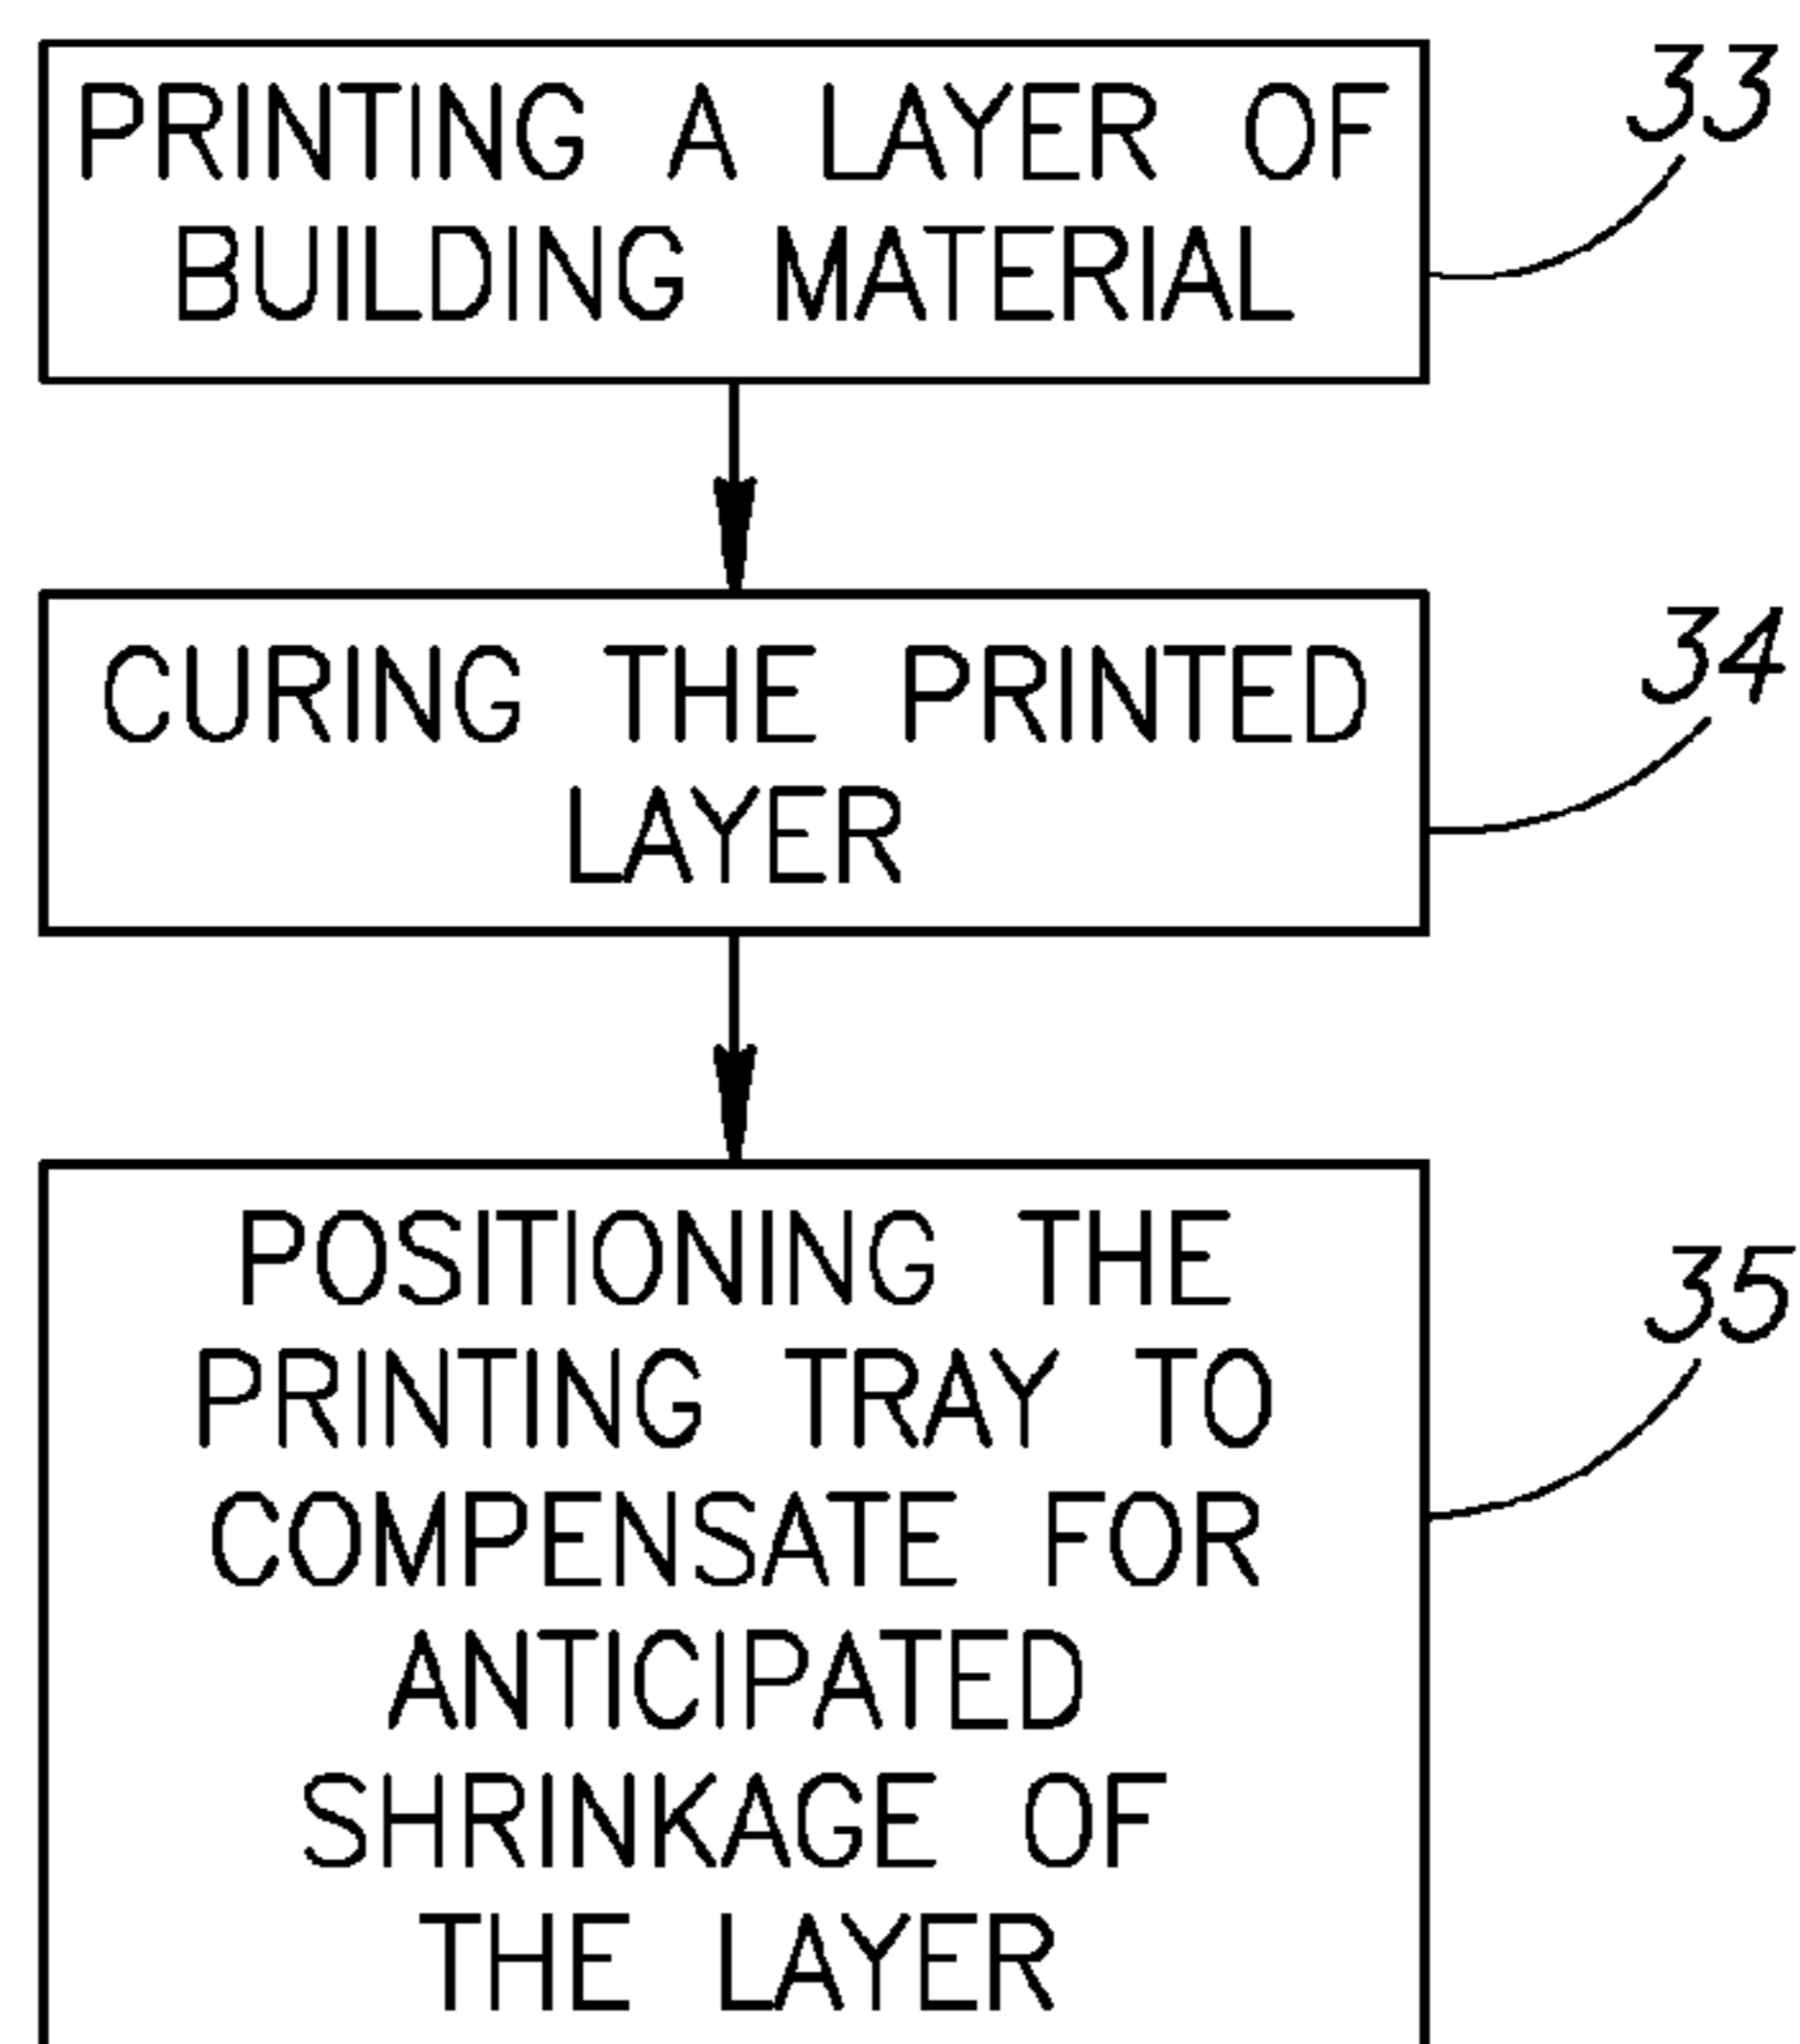 PRINTING A LAYER OF
BUILDING MATERIAL
33
CURING THE PRINTED
LAYER
34
POSITIONING THE
PRINTING TRAY TO
COMPENSATE FOR
ANTICIPATED
SHRINKAGE OF
THE LAYER
35